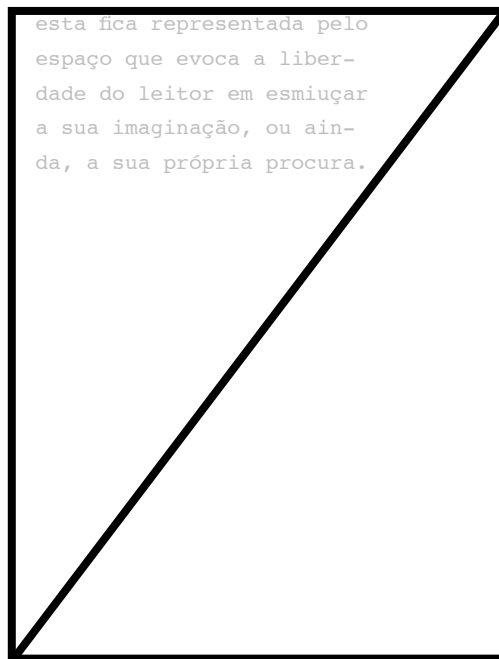 esta fica representada pelo
espaço que evoca a liber-
dade do leitor em esmiuçar
a sua imaginação, ou ain-
da, a sua própria procura.